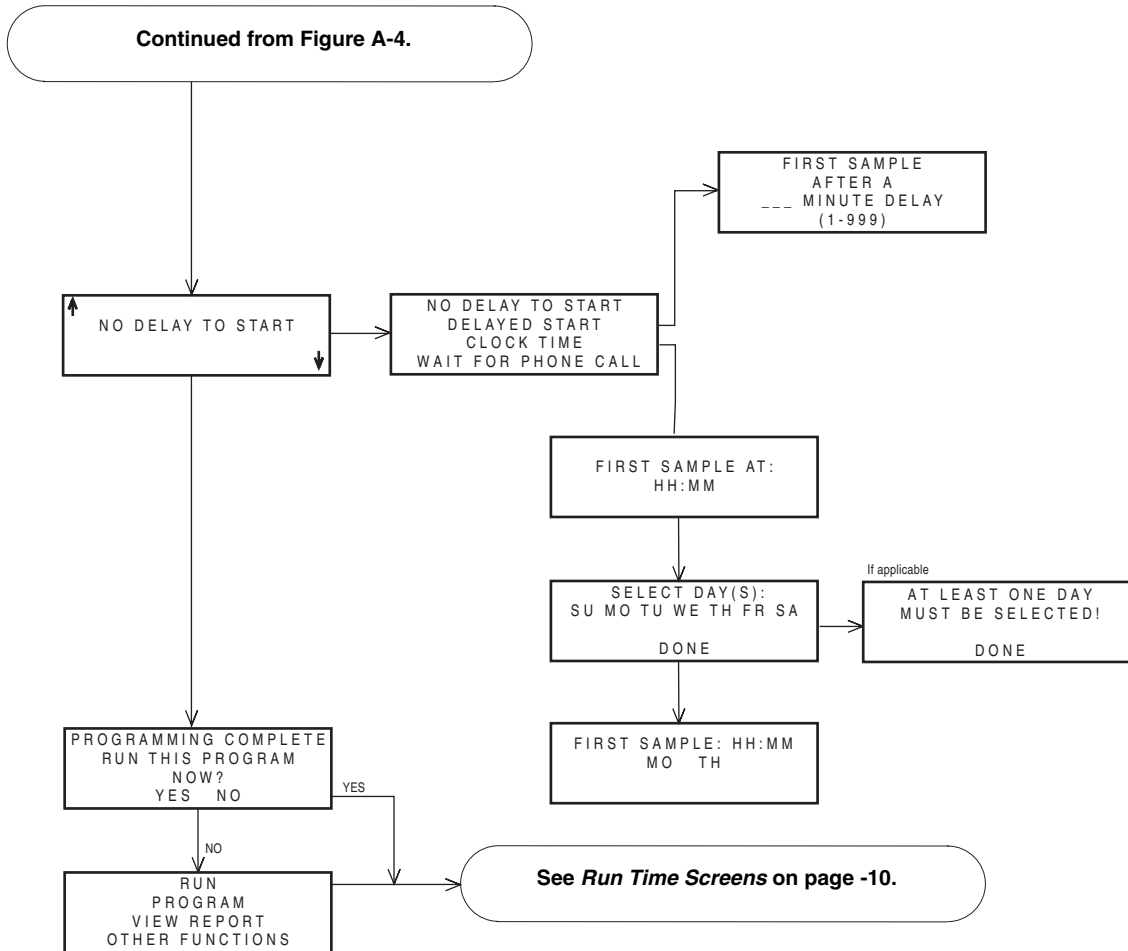 Continued from Figure A-4.
FIRST SAMPLE
AFTER A
___ MINUTE DELAY
(1-999)
NO DELAY TO START
NO DELAY TO START
DELAYED START
CLOCK TIME
WAIT FOR PHONE CALL
FIRST SAMPLE AT:
HH:MM
SELECT DAY(S):
SU MO TU WE TH FR SA
DONE
If applicable
AT LEAST ONE DAY
MUST BE SELECTED!
DONE
FIRST SAMPLE: HH:MM
MO TH
PROGRAMMING COMPLETE
RUN THIS PROGRAM
NOW?
YES NO
YES
NO
RUN
PROGRAM
VIEW REPORT
OTHER FUNCTIONS
See Run Time Screens on page -10.